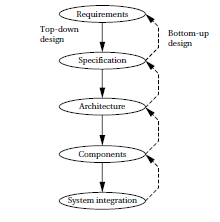 Requirements
Top-down
design
Bottom-up
design
Specification
Architecture
Components
System integration